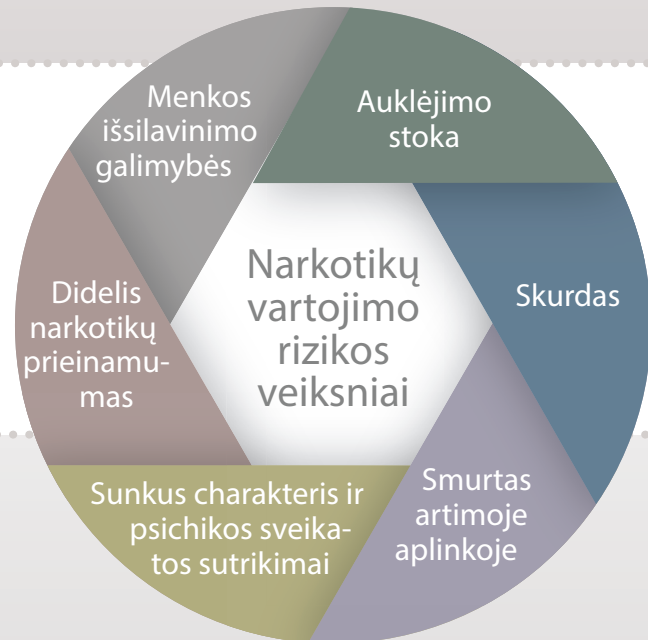 Menkos
išsilavinimo
galimybės
Auklėjimo
stoka
Narkotikų
vartojimo
rizikos
veiksniai
Skurdas
Didelis
narkotikų
prieinamu-
mas
Smurtas
artimoje
aplinkoje
Sunkus charakteris ir
psichikos sveika-
tos sutrikimai